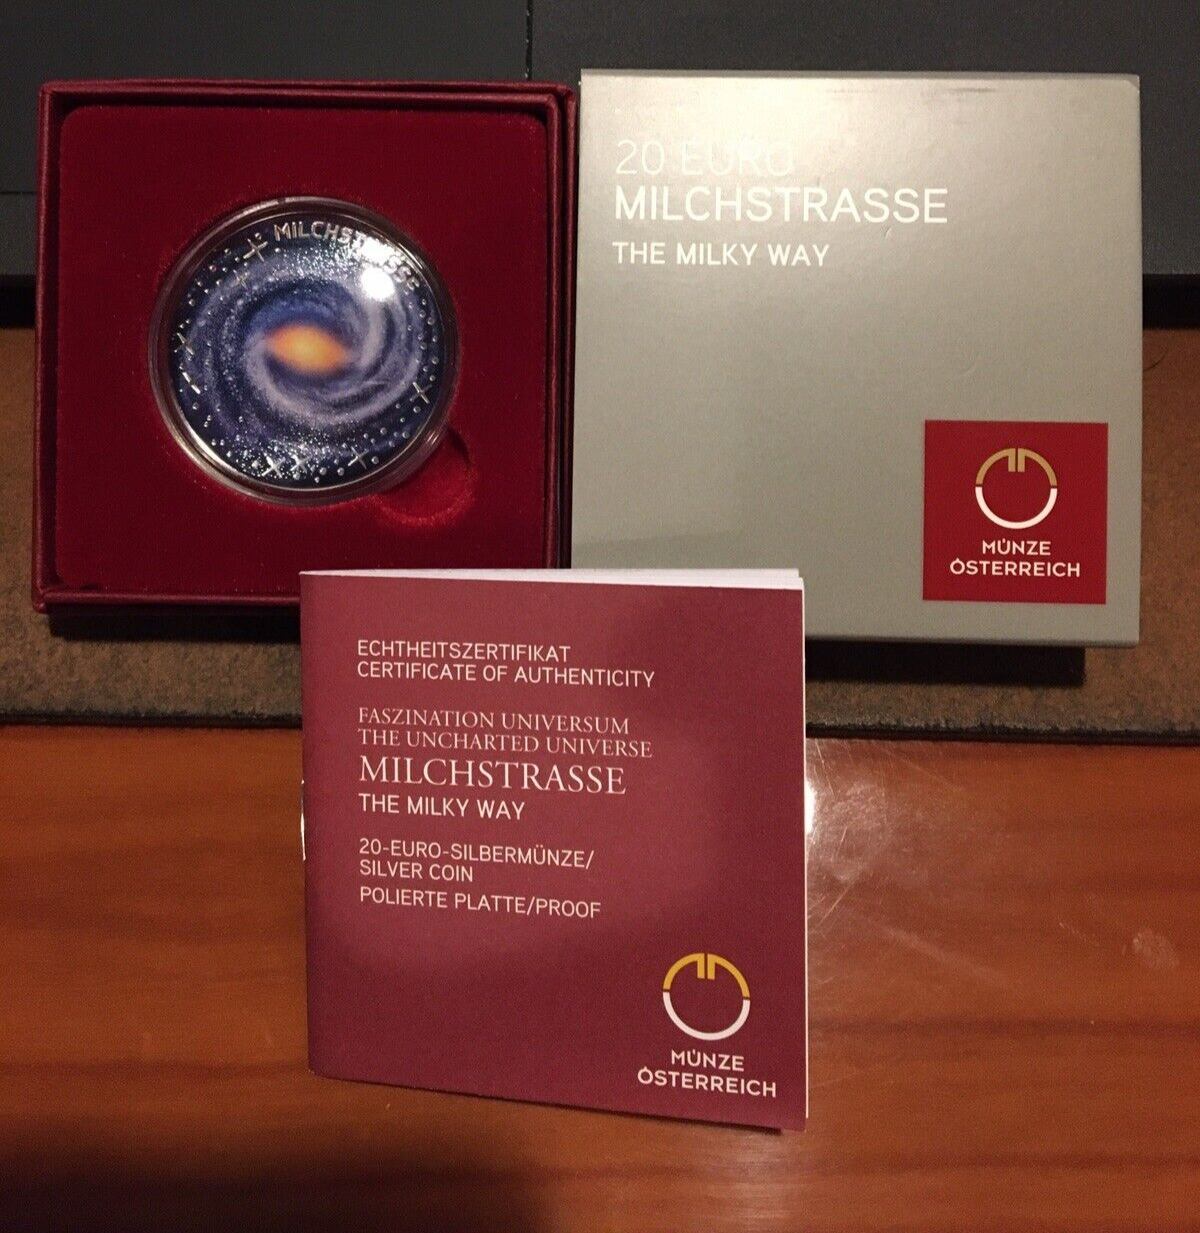 MILCHSTRASSE
20 EURO
MILCHSTRASSE
THE MILKY WAY
MÜNZE
ÖSTERREICH
ECHTHEITSZERTIFIKAT
CERTIFICATE OF AUTHENTICITY
FASZINATION UNIVERSUM
THE UNCHARTED UNIVERSE
MILCHSTRASSE
THE MILKY WAY
20-EURO-SILBERMÜNZE/
SILVER COIN
POLIERTE PLATTE/PROOF
MÜNZE
ÖSTERREICH